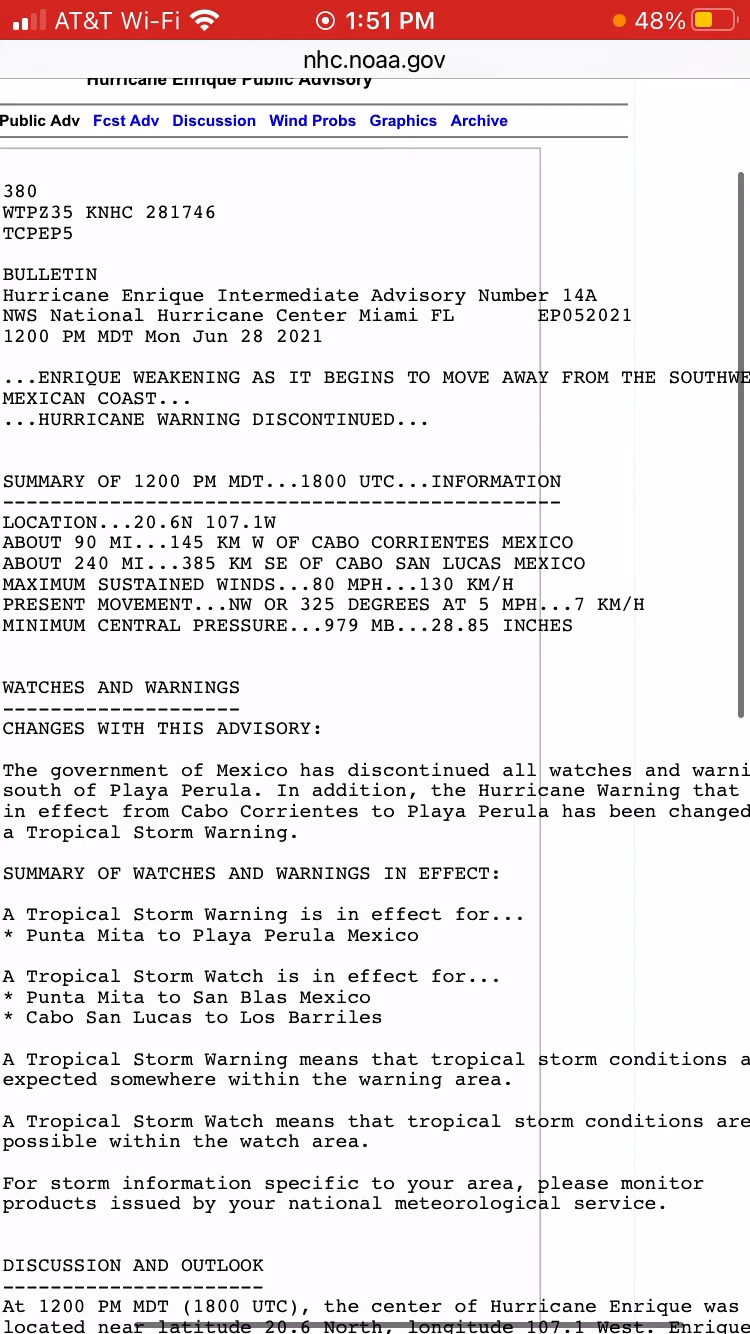 AT&T Wi-Fi 1:51 PM 48%
nhc.noaa.gov
Hurricane Enrique Public Advisory
Public Adv Fcst Adv Discussion Wind Probs Graphics Archive
380
WTPZ35 KNHC 281746
TCPEP5
BULLETIN
Hurricane Enrique Intermediate Advisory Number 14A
NWS National Hurricane Center Miami FL EP052021
1200 PM MDT Mon Jun 28 2021
...ENRIQUE WEAKENING AS IT BEGINS TO MOVE AWAY FROM THE SOUTHWE
MEXICAN COAST...
...HURRICANE WARNING DISCONTINUED...
SUMMARY OF 1200 PM MDT...1800 UTC...INFORMATION
-----------------------------------------------
LOCATION...20.6N 107.1W
ABOUT 90 MI...145 KM W OF CABO CORRIENTES MEXICO
ABOUT 240 MI...385 KM SE OF CABO SAN LUCAS MEXICO
MAXIMUM SUSTAINED WINDS...80 MPH...130 KM/H
PRESENT MOVEMENT...NW OR 325 DEGREES AT 5 MPH...7 KM/H
MINIMUM CENTRAL PRESSURE...979 MB...28.85 INCHES
WATCHES AND WARNINGS
--------------------
CHANGES WITH THIS ADVISORY:
The government of Mexico has discontinued all watches and warni
south of Playa Perula. In addition, the Hurricane Warning that
in effect from Cabo Corrientes to Playa Perula has been changed
a Tropical Storm Warning.
SUMMARY OF WATCHES AND WARNINGS IN EFFECT:
A Tropical Storm Warning is in effect for...
* Punta Mita to Playa Perula Mexico
A Tropical Storm Watch is in effect for...
* Punta Mita to San Blas Mexico
* Cabo San Lucas to Los Barriles
A Tropical Storm Warning means that tropical storm conditions a
expected somewhere within the warning area.
A Tropical Storm Watch means that tropical storm conditions are
possible within the watch area.
For storm information specific to your area, please monitor
products issued by your national meteorological service.
DISCUSSION AND OUTLOOK
----------------------
At 1200 PM MDT (1800 UTC), the center of Hurricane Enrique was
located near latitude 20.6 North, longitude 107.1 West. Enrique